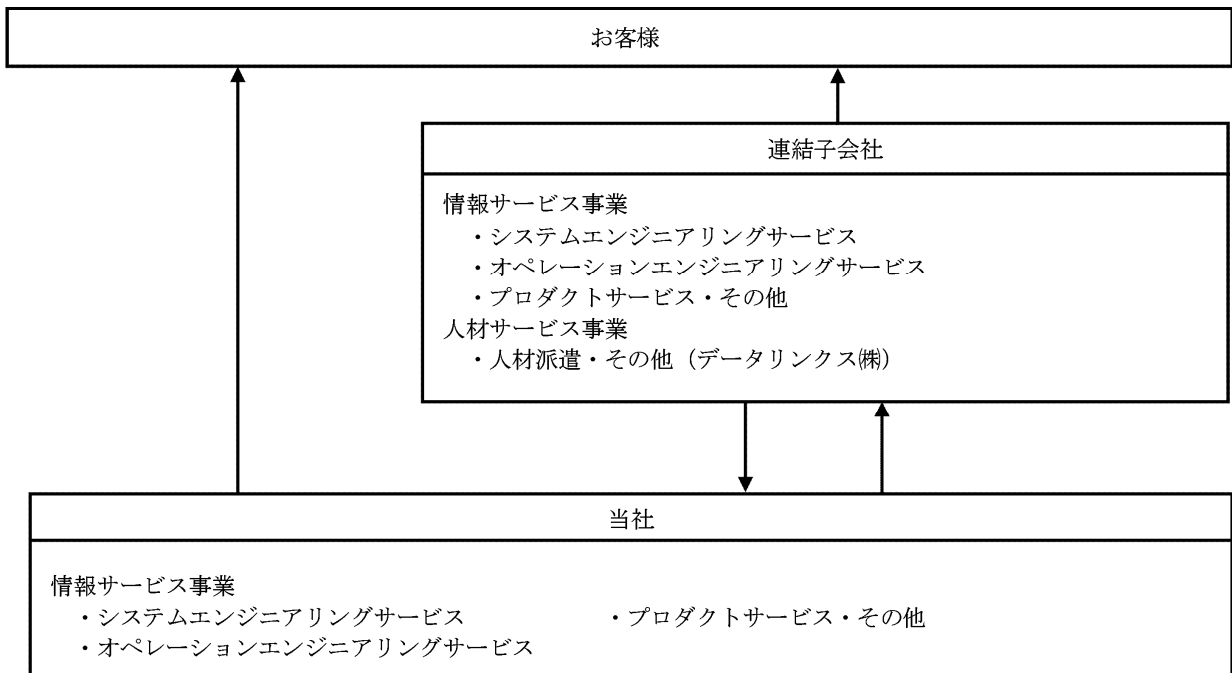 お客様
連結子会社
情報サービス事業
・システムエンジニアリングサービス
・オペレーションエンジニアリングサービス
・プロダクトサービス・その他
人材サービス事業
・人材派遣・その他（データリンクス㈱）
当社
情報サービス事業
・システムエンジニアリングサービス　・プロダクトサービス・その他
・オペレーションエンジニアリングサービス